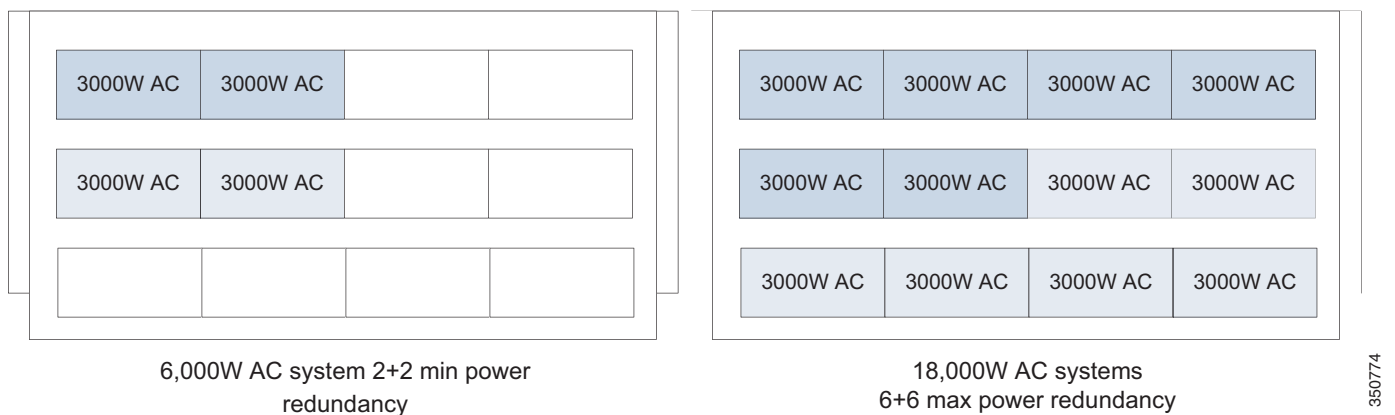 3000W AC 3000W AC
3000W AC 3000W AC
6,000W AC system 2+2 min power
redundancy
3000W AC 3000W AC 3000W AC 3000W AC
3000W AC 3000W AC 3000W AC 3000W AC
3000W AC 3000W AC 3000W AC 3000W AC
18,000W AC systems
6+6 max power redundancy
350774